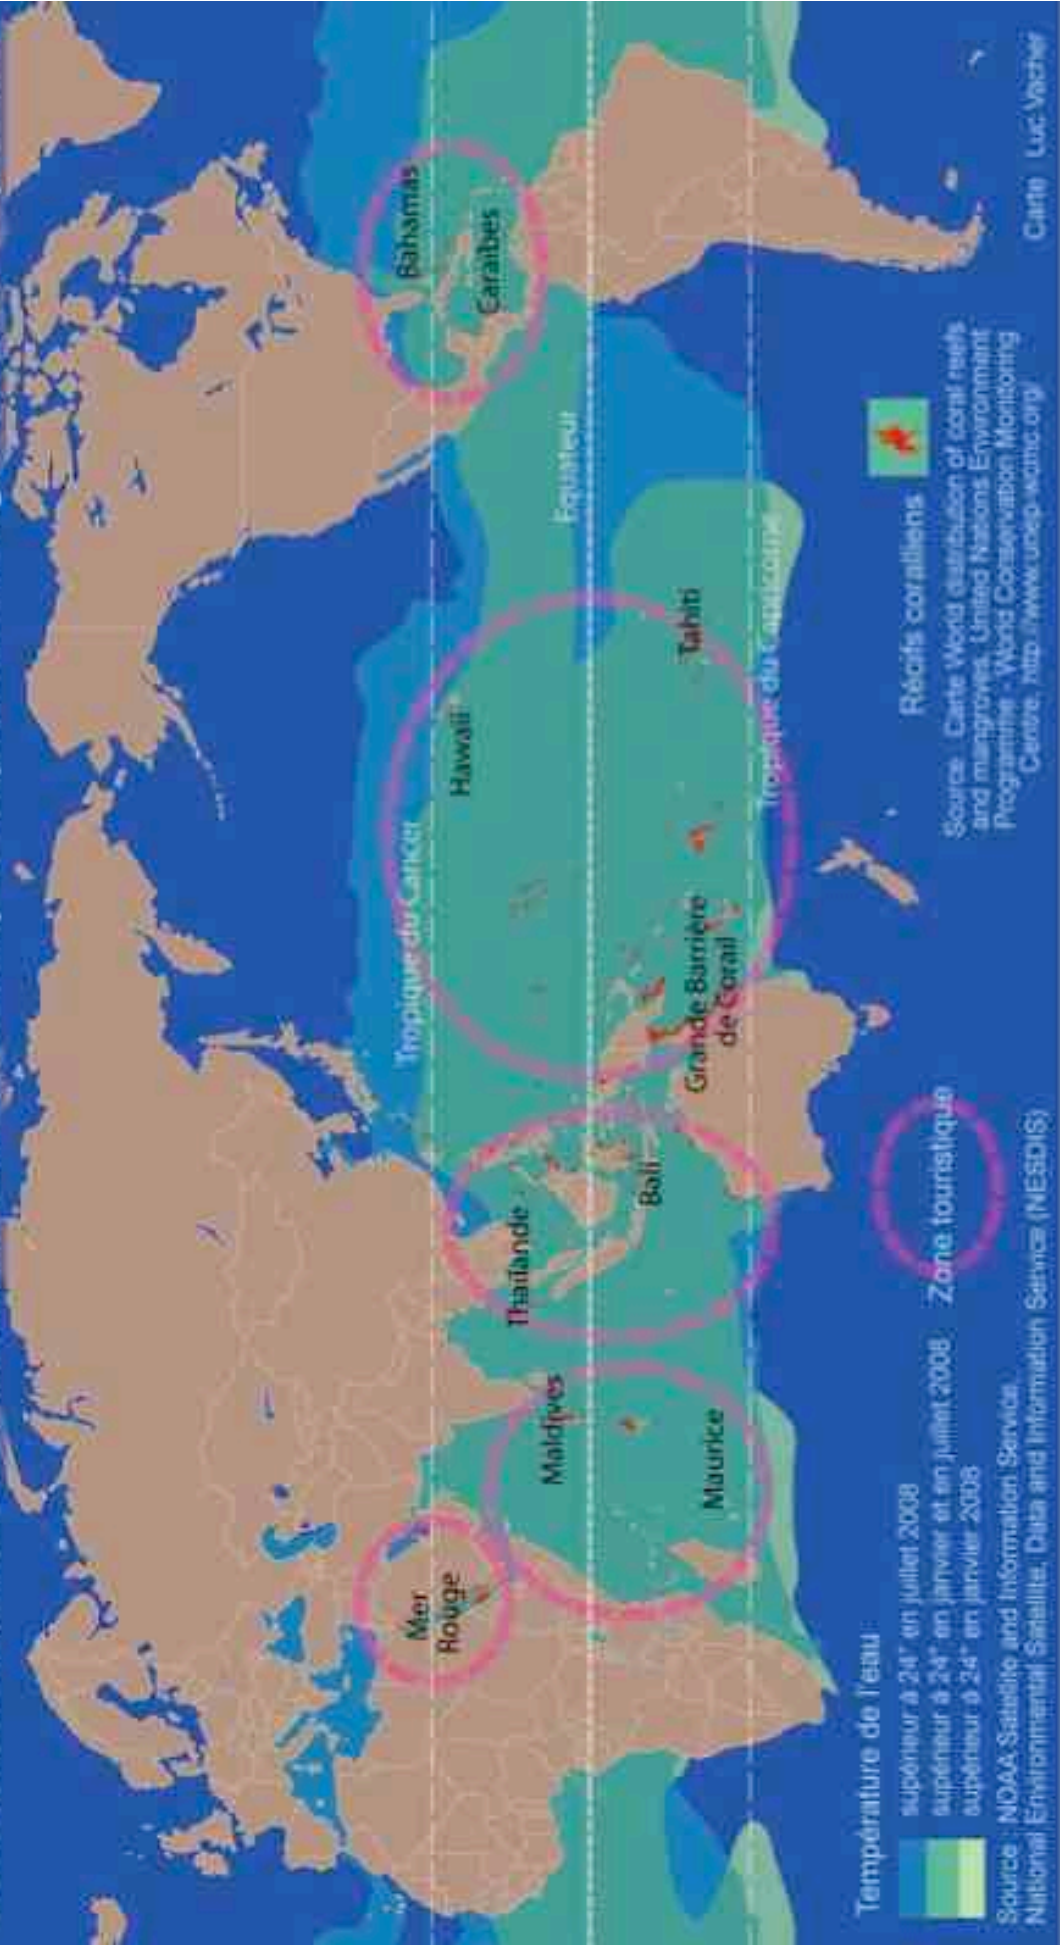 Bahamas
Caraïbes
Tropique du Cancer
Hawaii
Equateur
Tahiti
Tropique du Capricorne
Grande Barrière
de Corail
Thaïlande
Bali
Maldives
Maurice
Mer
Rouge
Température de l'eau
supérieur à 24° en juillet 2008
supérieur à 24° en janvier et en juillet 2008
supérieur à 24° en janvier 2008
Source : NOAA Satellite and Information Service.
National Environmental Satellite, Data and Information Service (NESDIS)
Zone touristique
Récifs coralliens
Source : Carte World distribution of coral reefs
and mangroves, United Nations Environment
Programme - World Conservation Monitoring
Centre, http://www.unep-wcmc.org/
Carte Luc Vacher